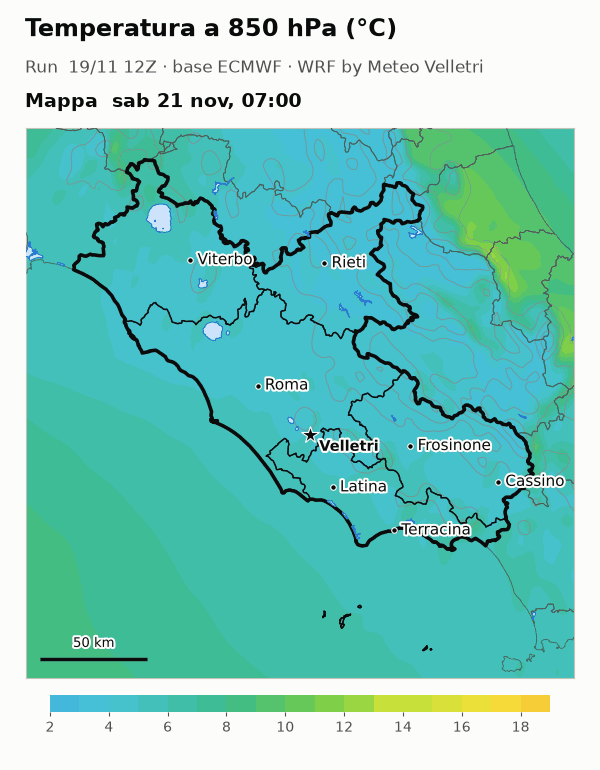 Temperatura a 850 hPa (°C)
Run  19/11 12Z · base ECMWF · WRF by Meteo Velletri
Mappa  sab 21 nov, 07:00
Viterbo
Rieti
Roma
Velletri
Frosinone
Latina
Cassino
Terracina
50 km
2 4 6 8 10 12 14 16 18